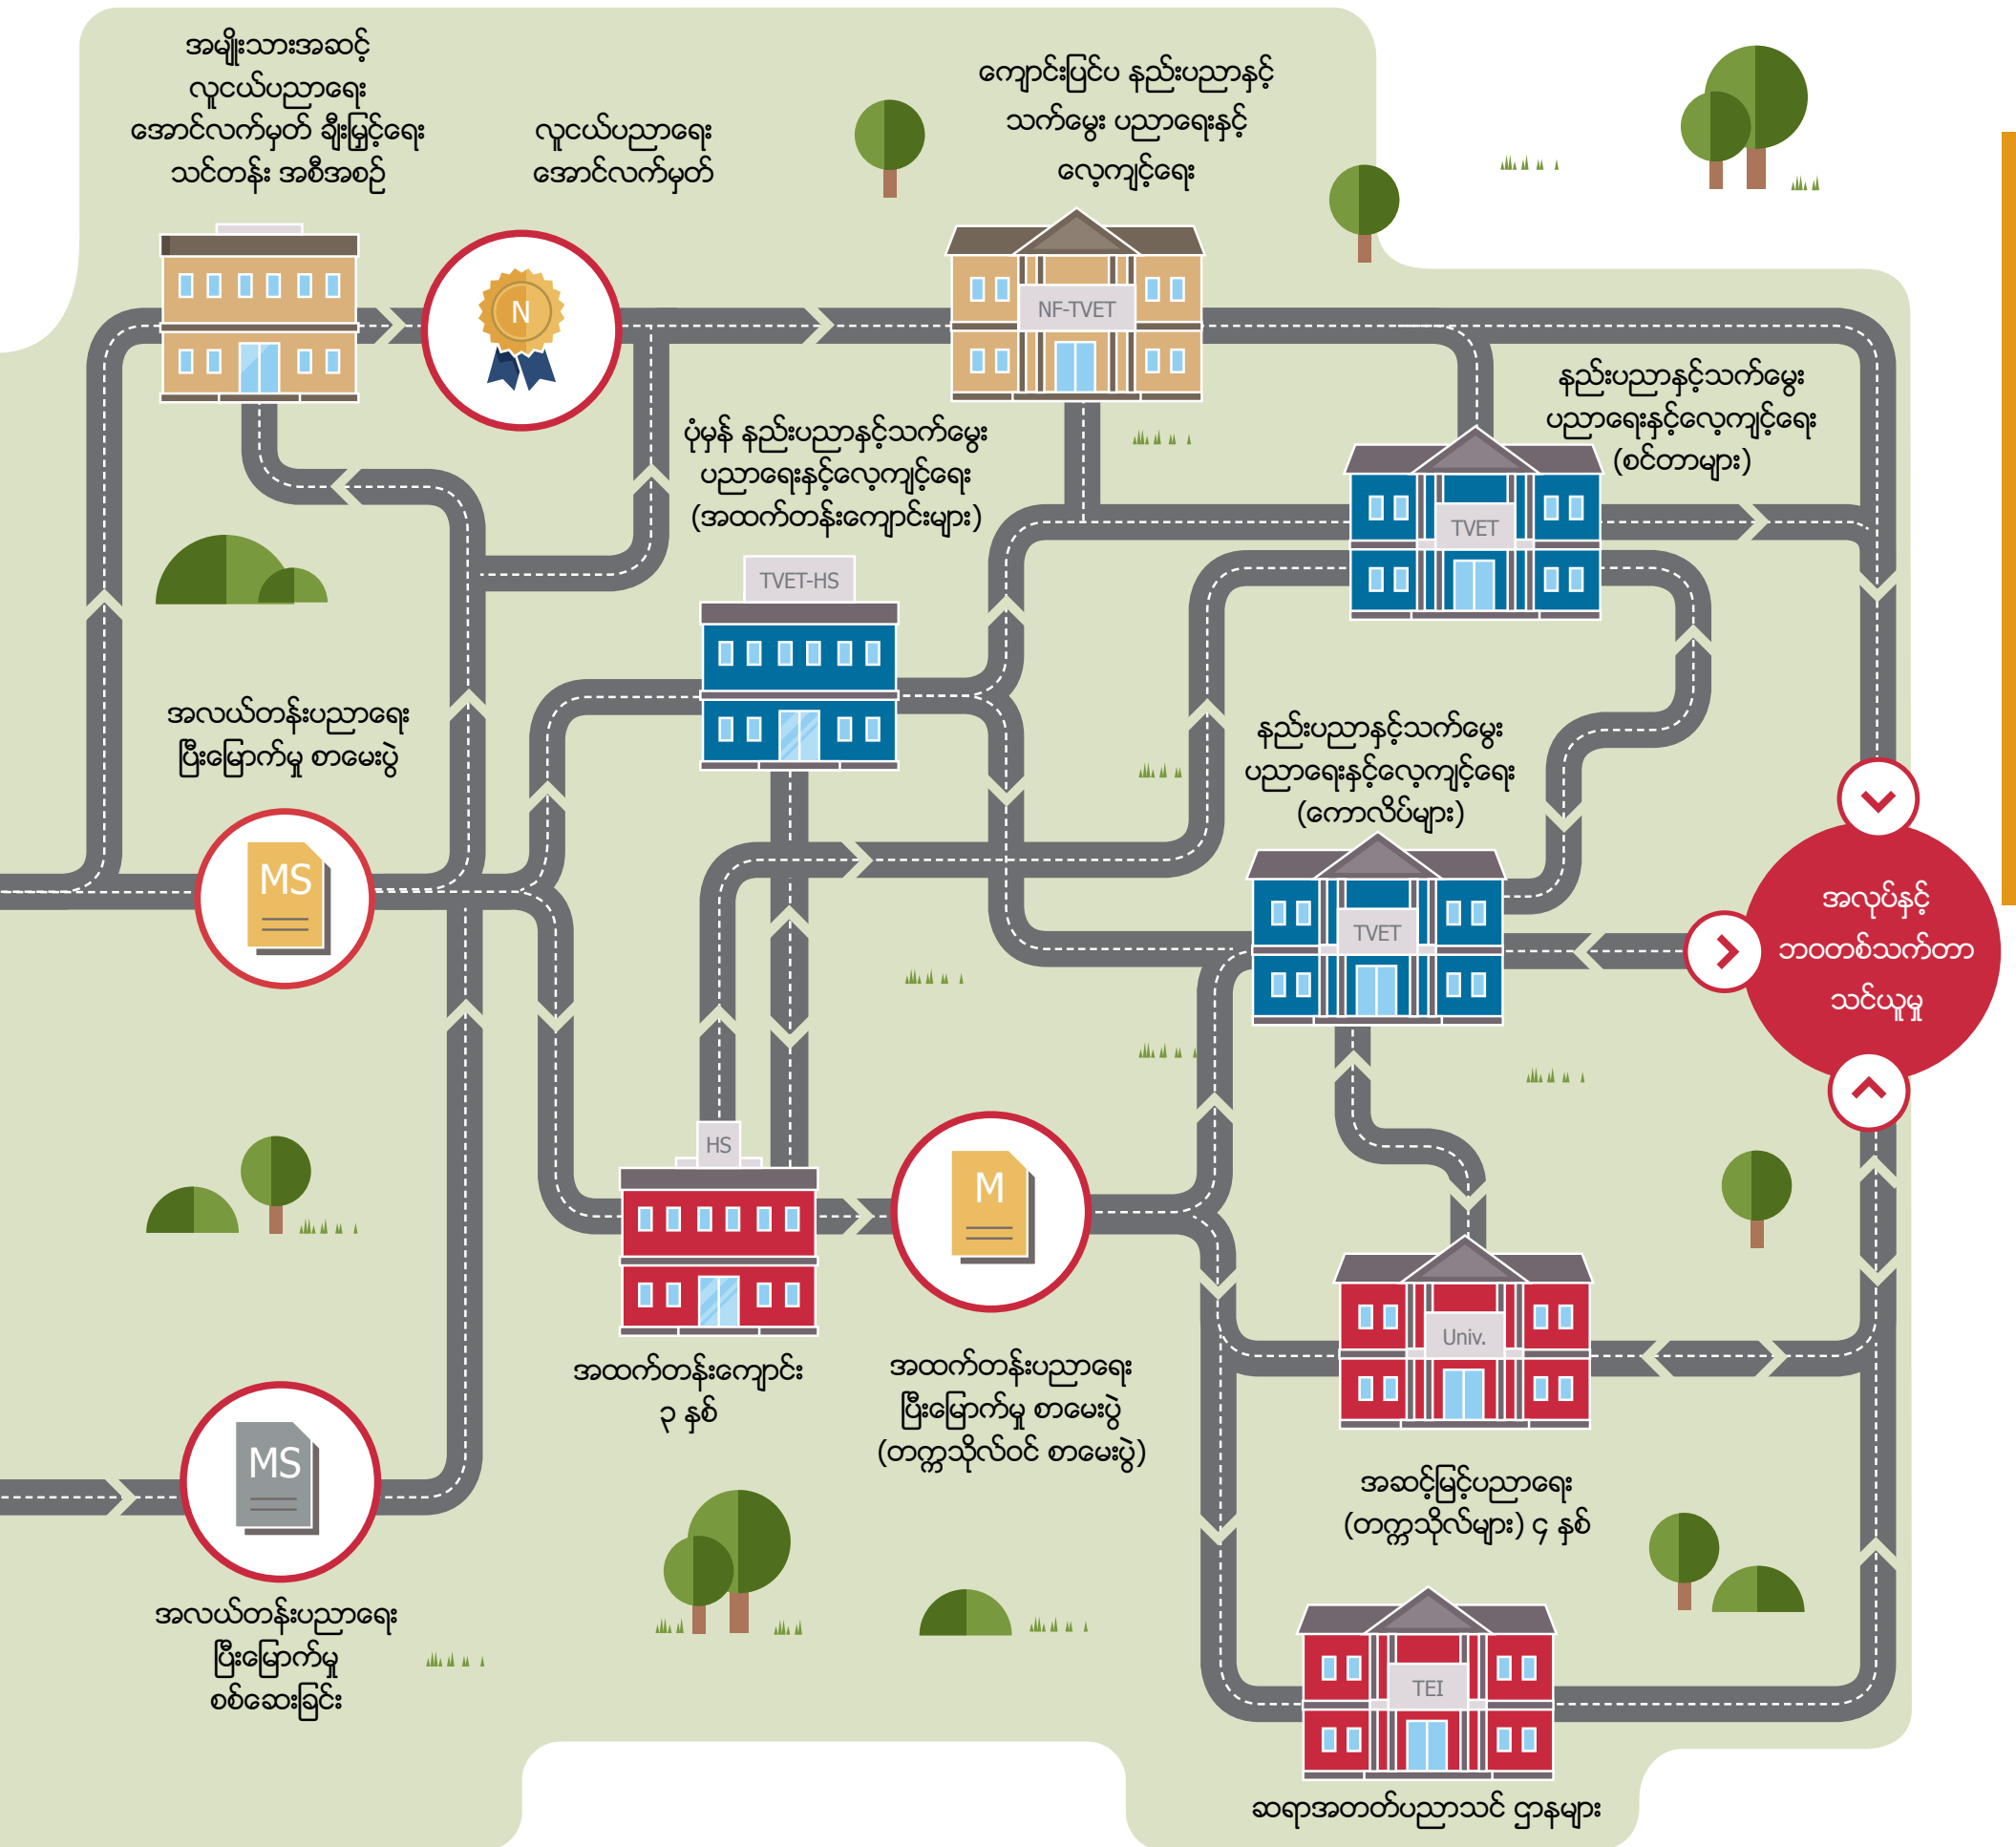 အမျိုးသားအဆင့်
လူငယ်ပညာရေး
အောင်လက်မှတ် ချီးမြှင့်ရေး
သင်တန်း အစီအစဉ်
လူငယ်ပညာရေး
အောင်လက်မှတ်
ကျောင်းပြင်ပ နည်းပညာနှင့်
သက်မွေး ပညာရေးနှင့်
လေ့ကျင့်ရေး
N
NF-TVET
နည်းပညာနှင့်သက်မွေး
ပညာရေးနှင့်လေ့ကျင့်ရေး
(စင်တာများ)
TVET
ပုံမှန် နည်းပညာနှင့်သက်မွေး
ပညာရေးနှင့်လေ့ကျင့်ရေး
(အထက်တန်းကျောင်းများ)
TVET-HS
အလယ်တန်းပညာရေး
ပြီးမြောက်မှု စာမေးပွဲ
MS
နည်းပညာနှင့်သက်မွေး
ပညာရေးနှင့်လေ့ကျင့်ရေး
(ကောလိပ်များ)
TVET
အလုပ်နှင့်
ဘဝတစ်သက်တာ
သင်ယူမှု
HS
M
အထက်တန်းကျောင်း
၃ နှစ်
အထက်တန်းပညာရေး
ပြီးမြောက်မှု စာမေးပွဲ
(တက္ကသိုလ်ဝင် စာမေးပွဲ)
Univ.
အဆင့်မြင့်ပညာရေး
(တက္ကသိုလ်များ) ၄ နှစ်
MS
အလယ်တန်းပညာရေး
ပြီးမြောက်မှု
စစ်ဆေးခြင်း
TEI
ဆရာအတတ်ပညာသင် ဌာနများ